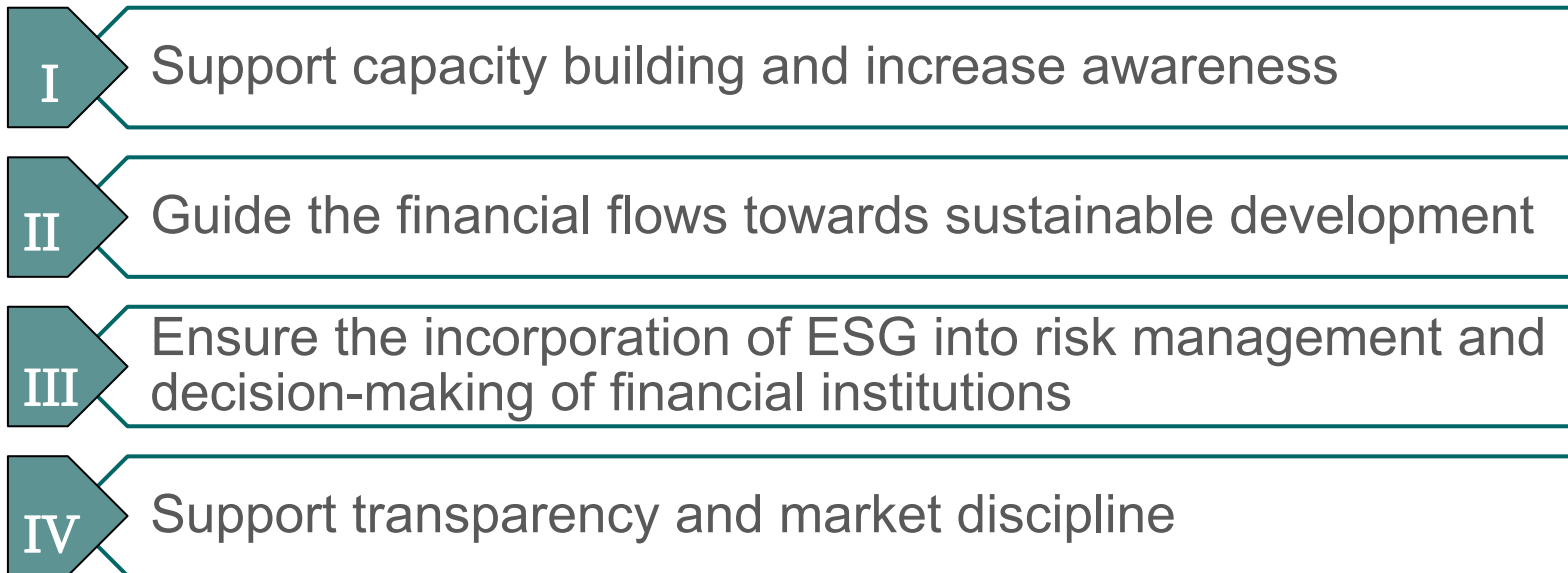 I
Support capacity building and increase awareness
II
Guide the financial flows towards sustainable development
III
Ensure the incorporation of ESG into risk management and
decision-making of financial institutions
IV
Support transparency and market discipline